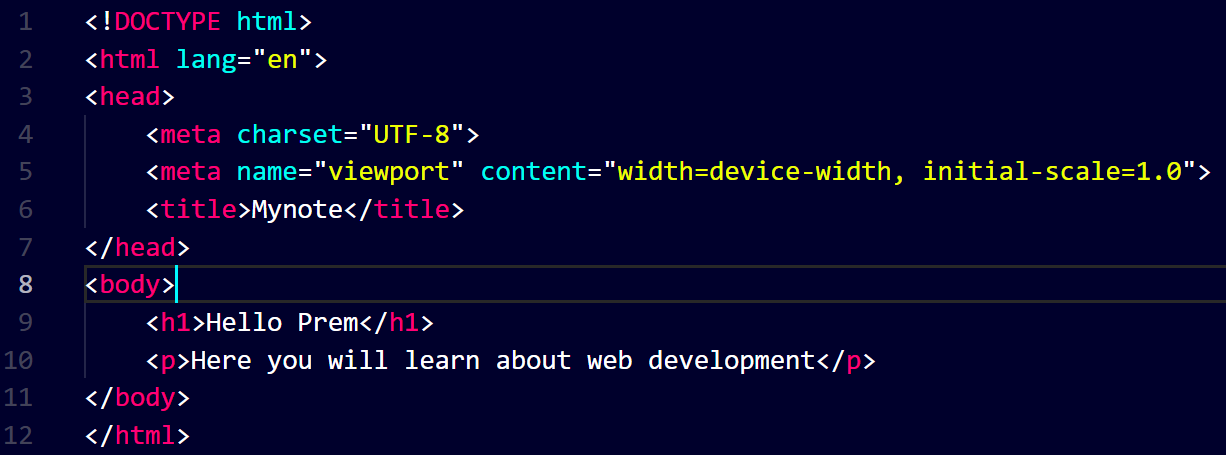 1 <!DOCTYPE html>
2 <html lang="en">
3 <head>
4     <meta charset="UTF-8">
5     <meta name="viewport" content="width=device-width, initial-scale=1.0">
6     <title>Mynote</title>
7 </head>
8 <body>
9     <h1>Hello Prem</h1>
10     <p>Here you will learn about web development</p>
11 </body>
12 </html>